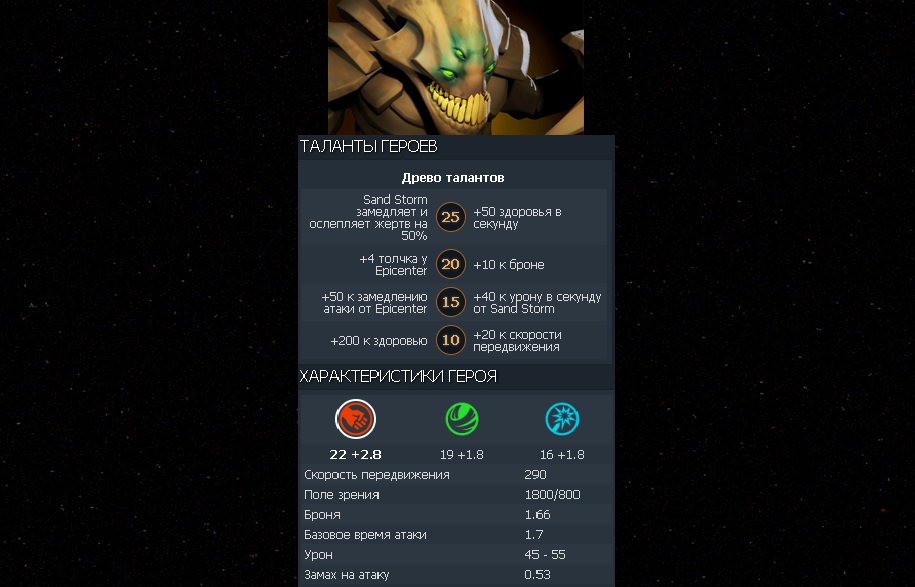 ТАЛАНТЫ ГЕРОЕВ
Древо талантов
Sand Storm
замедляет и
ослепляет жертв на
50%
25
+50 здоровья в
секунду
+4 толчка у
Epicenter
20
+10 к броне
+50 к замедлению
атаки от Epicenter
15
+40 к урону в секунду
от Sand Storm
+200 к здоровью
10
+20 к скорости
передвижения
ХАРАКТЕРИСТИКИ ГЕРОЯ
22 +2.8 19 +1.8 16 +1.8
Скорость передвижения 290
Поле зрения 1800/800
Броня 1.66
Базовое время атаки 1.7
Урон 45 - 55
Замах на атаку 0.53